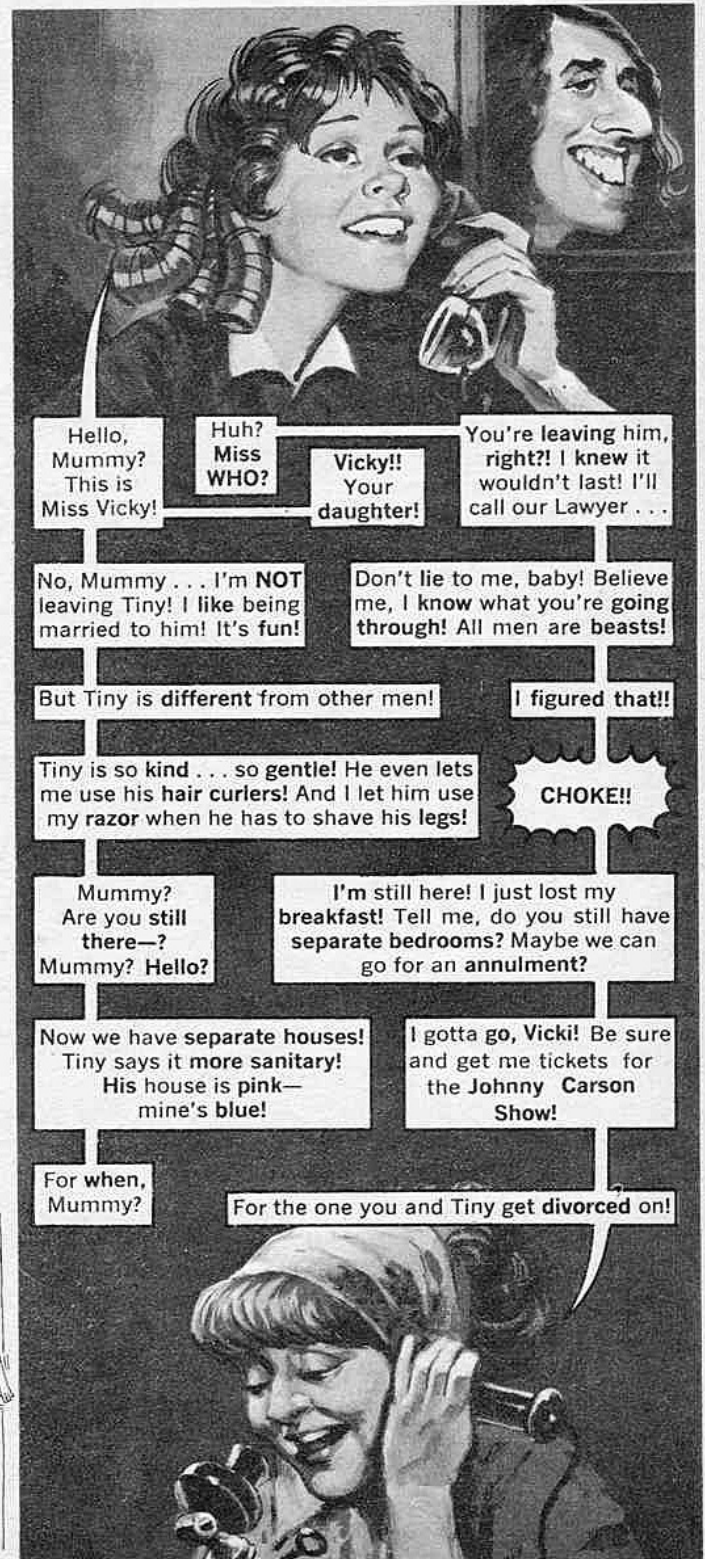 Hello,
Mummy?
This is
Miss Vicky!
Huh?
Miss
WHO?
Vicky!!
Your
daughter!
You're leaving him,
right?! I knew it
wouldn't last! I'll
call our Lawyer . . .
No, Mummy . . . I'm NOT
leaving Tiny! I like being
married to him! It's fun!
Don't lie to me, baby! Believe
me, I know what you're going
through! All men are beasts!
But Tiny is different from other men!
I figured that!!
Tiny is so kind . . . so gentle! He even lets
me use his hair curlers! And I let him use
my razor when he has to shave his legs!
CHOKE!!
Mummy?
Are you still
there—?
Mummy? Hello?
I'm still here! I just lost my
breakfast! Tell me, do you still have
separate bedrooms? Maybe we can
go for an annulment?
Now we have separate houses!
Tiny says it more sanitary!
His house is pink—
mine's blue!
I gotta go, Vicki! Be sure
and get me tickets for
the Johnny Carson
Show!
For when,
Mummy?
For the one you and Tiny get divorced on!